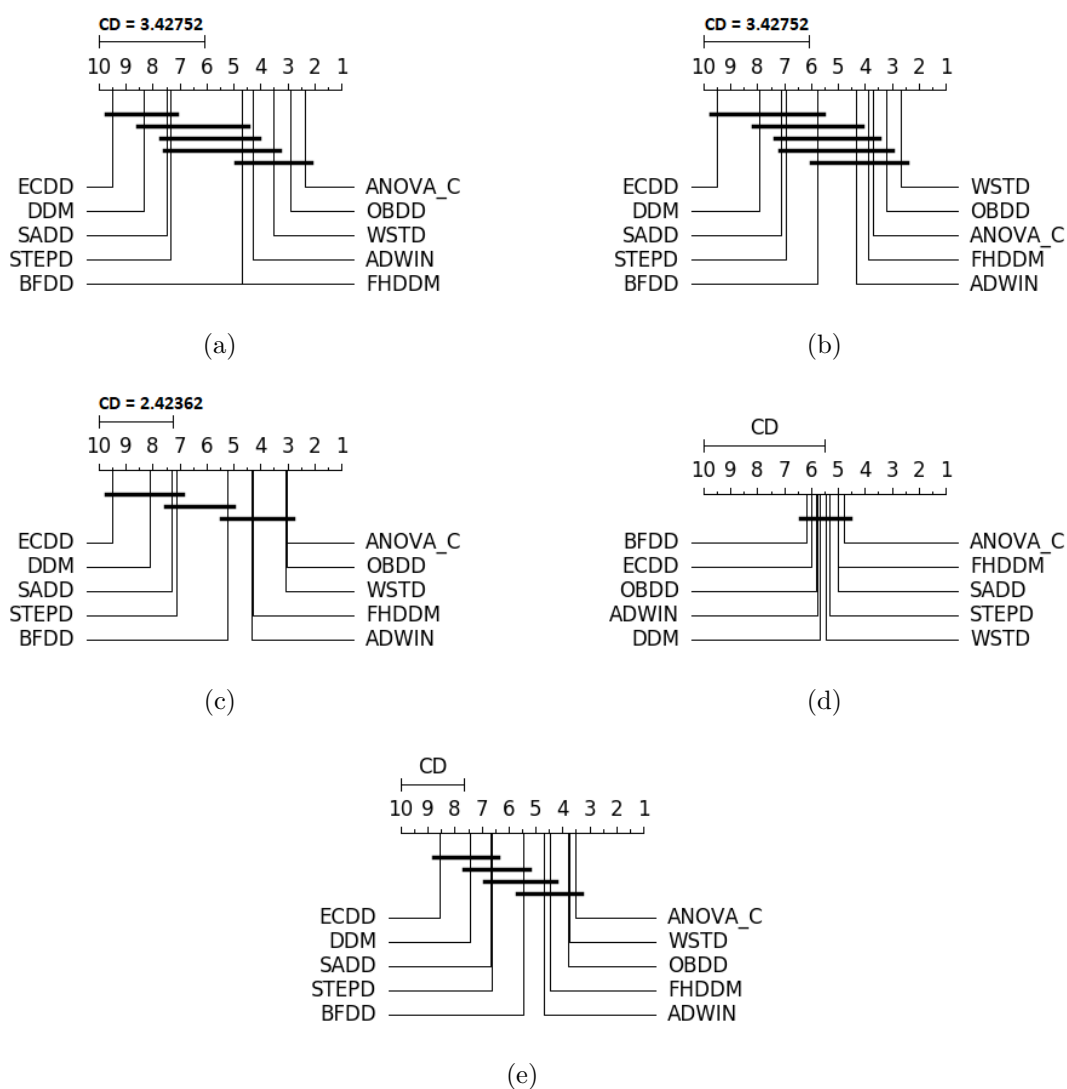 CD = 3.42752
10 9 8 7 6 5 4 3 2 1
ECDD ANOVA_C
DDM OBDD
SADD WSTD
STEPD ADWIN
BFDD FHDDM
(a)
CD = 3.42752
10 9 8 7 6 5 4 3 2 1
ECDD WSTD
DDM OBDD
SADD ANOVA_C
STEPD FHDDM
BFDD ADWIN
(b)
CD = 2.42362
10 9 8 7 6 5 4 3 2 1
ECDD ANOVA_C
DDM OBDD
SADD WSTD
STEPD FHDDM
BFDD ADWIN
(c)
CD
10 9 8 7 6 5 4 3 2 1
BFDD ANOVA_C
ECDD FHDDM
OBDD SADD
ADWIN STEPD
DDM WSTD
(d)
CD
10 9 8 7 6 5 4 3 2 1
ECDD ANOVA_C
DDM WSTD
SADD OBDD
STEPD FHDDM
BFDD ADWIN
(e)